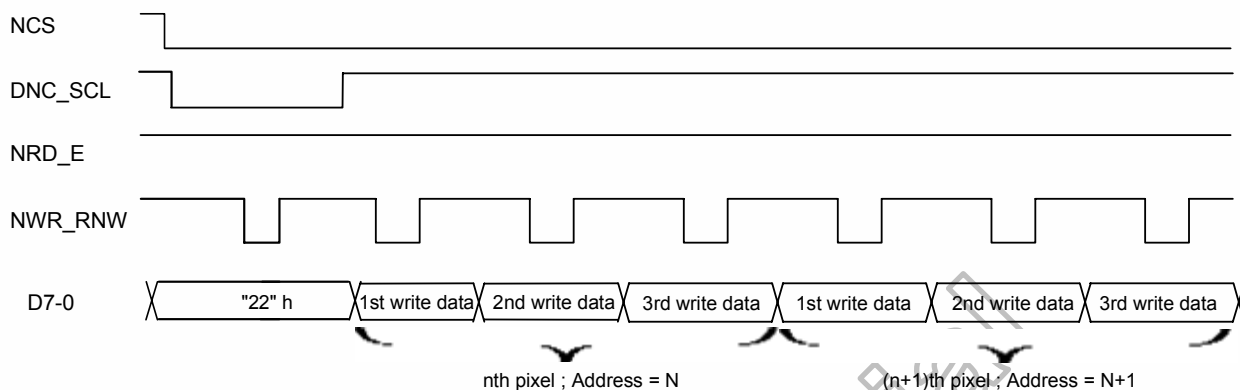 NCS
DNC_SCL
NRD_E
NWR_RNW
D7-0 "22" h 1st write data 2nd write data 3rd write data 1st write data 2nd write data 3rd write data
nth pixel ; Address = N (n+1)th pixel ; Address = N+1